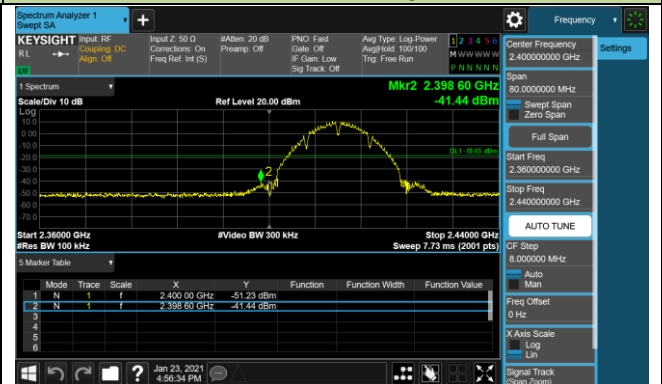 Spectrum Analyzer 1
Swept SA
+
Frequency
KEYSIGHT
RL
Input: RF
Coupling: DC
Align: Off
Input Z: 50 Ω
Corrections: On
Freq Ref: Int (S)
#Atten: 20 dB
Preamp: Off
PNO: Fast
Gate: Off
IF Gain: Low
Sig Track: Off
Avg Type: Log-Power
Avg|Hold: 100/100
Trig: Free Run
1 2 3 4 5 6
M W W W W W
P N N N N N
1 Spectrum
Scale/Div 10 dB
Ref Level 20.00 dBm
Mkr2 2.398 60 GHz
-41.44 dBm
Log
10.0
0.00
-10.0
-20.0
-30.0
-40.0
-50.0
-60.0
-70.0
DL1 -18.65 dBm
2
Start 2.36000 GHz
#Res BW 100 kHz
#Video BW 300 kHz
Stop 2.44000 GHz
Sweep 7.73 ms (2001 pts)
5 Marker Table
Mode Trace Scale X Y Function Function Width Function Value
1 N 1 f 2.400 00 GHz -51.23 dBm
2 N 1 f 2.398 60 GHz -41.44 dBm
3
4
5
6
Jan 23, 2021
4:56:34 PM
Center Frequency
2.400000000 GHz
Settings
Span
80.0000000 MHz
Swept Span
Zero Span
Full Span
Start Freq
2.360000000 GHz
Stop Freq
2.440000000 GHz
AUTO TUNE
CF Step
8.000000 MHz
Auto
Man
Freq Offset
0 Hz
X Axis Scale
Log
Lin
Signal Track
(Span Zoom)